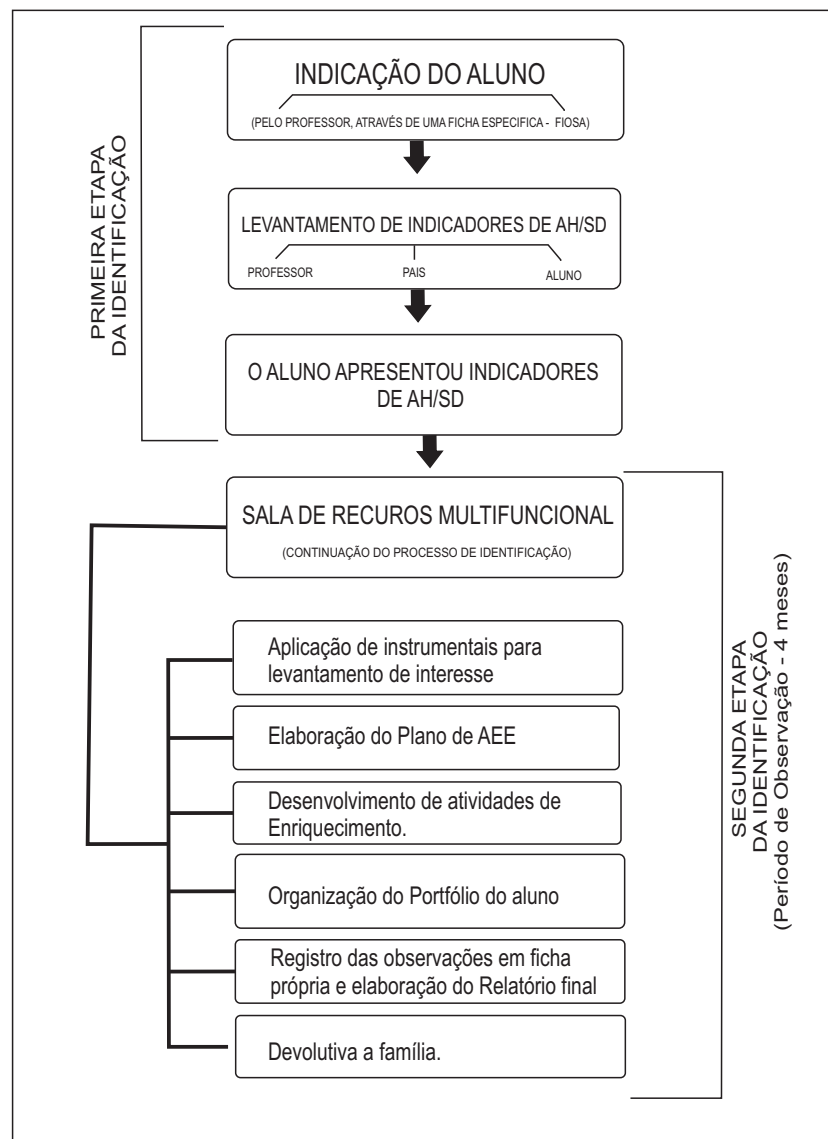 INDICAÇÃO DO ALUNO
(PELO PROFESSOR, ATRAVÉS DE UMA FICHA ESPECIFICA - FIOSA)
PRIMEIRA ETAPA
DA IDENTIFICAÇÃO
LEVANTAMENTO DE INDICADORES DE AH/SD
PROFESSOR PAIS ALUNO
O ALUNO APRESENTOU INDICADORES
DE AH/SD
SALA DE RECUROS MULTIFUNCIONAL
(CONTINUAÇÃO DO PROCESSO DE IDENTIFICAÇÃO)
Aplicação de instrumentais para
levantamento de interesse
Elaboração do Plano de AEE
Desenvolvimento de atividades de
Enriquecimento.
Organização do Portfólio do aluno
Registro das observações em ficha
própria e elaboração do Relatório final
Devolutiva a família.
SEGUNDA ETAPA
DA IDENTIFICAÇÃO
(Período de Observação - 4 meses)